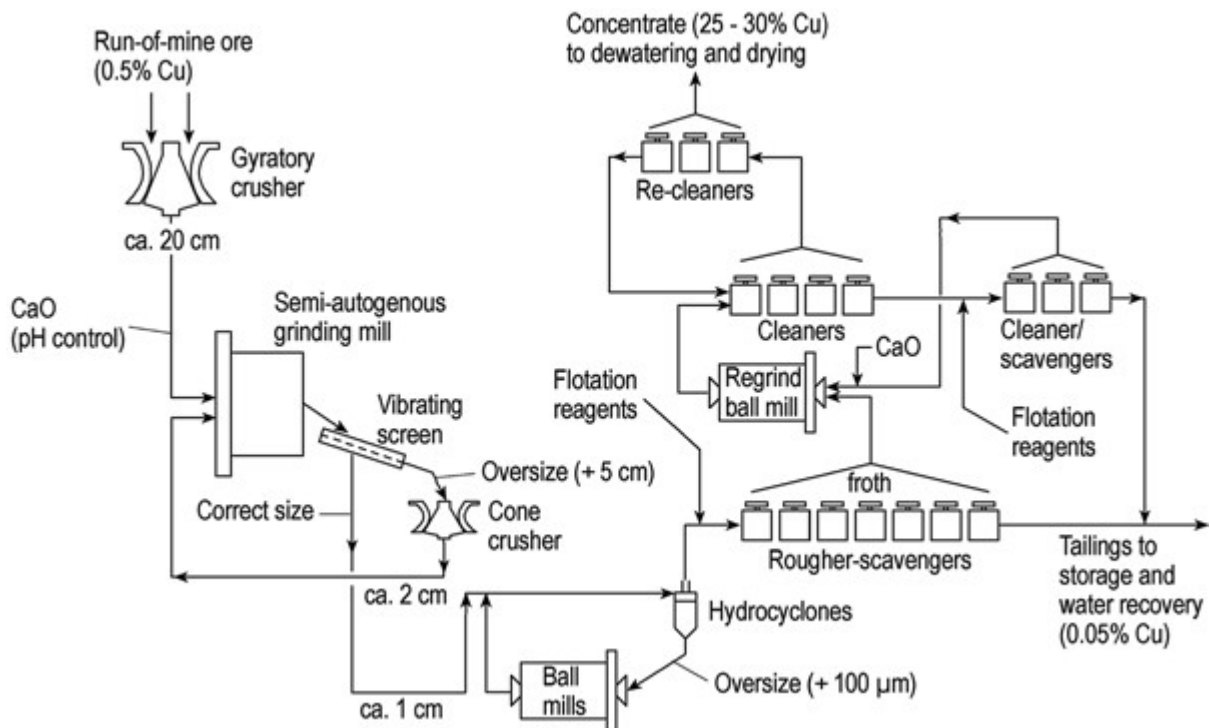 Run-of-mine ore
(0.5% Cu)
Gyratory
crusher
ca. 20 cm
CaO
(pH control)
Semi-autogenous
grinding mill
Vibrating
screen
Oversize (+ 5 cm)
Correct size
Cone
crusher
ca. 2 cm
ca. 1 cm
Ball
mills
Hydrocyclones
Oversize (+ 100 µm)
Flotation
reagents
froth
Rougher-scavengers
Regrind
ball mill
CaO
Cleaners
Re-cleaners
Concentrate (25 - 30% Cu)
to dewatering and drying
Cleaner/
scavengers
Flotation
reagents
Tailings to
storage and
water recovery
(0.05% Cu)